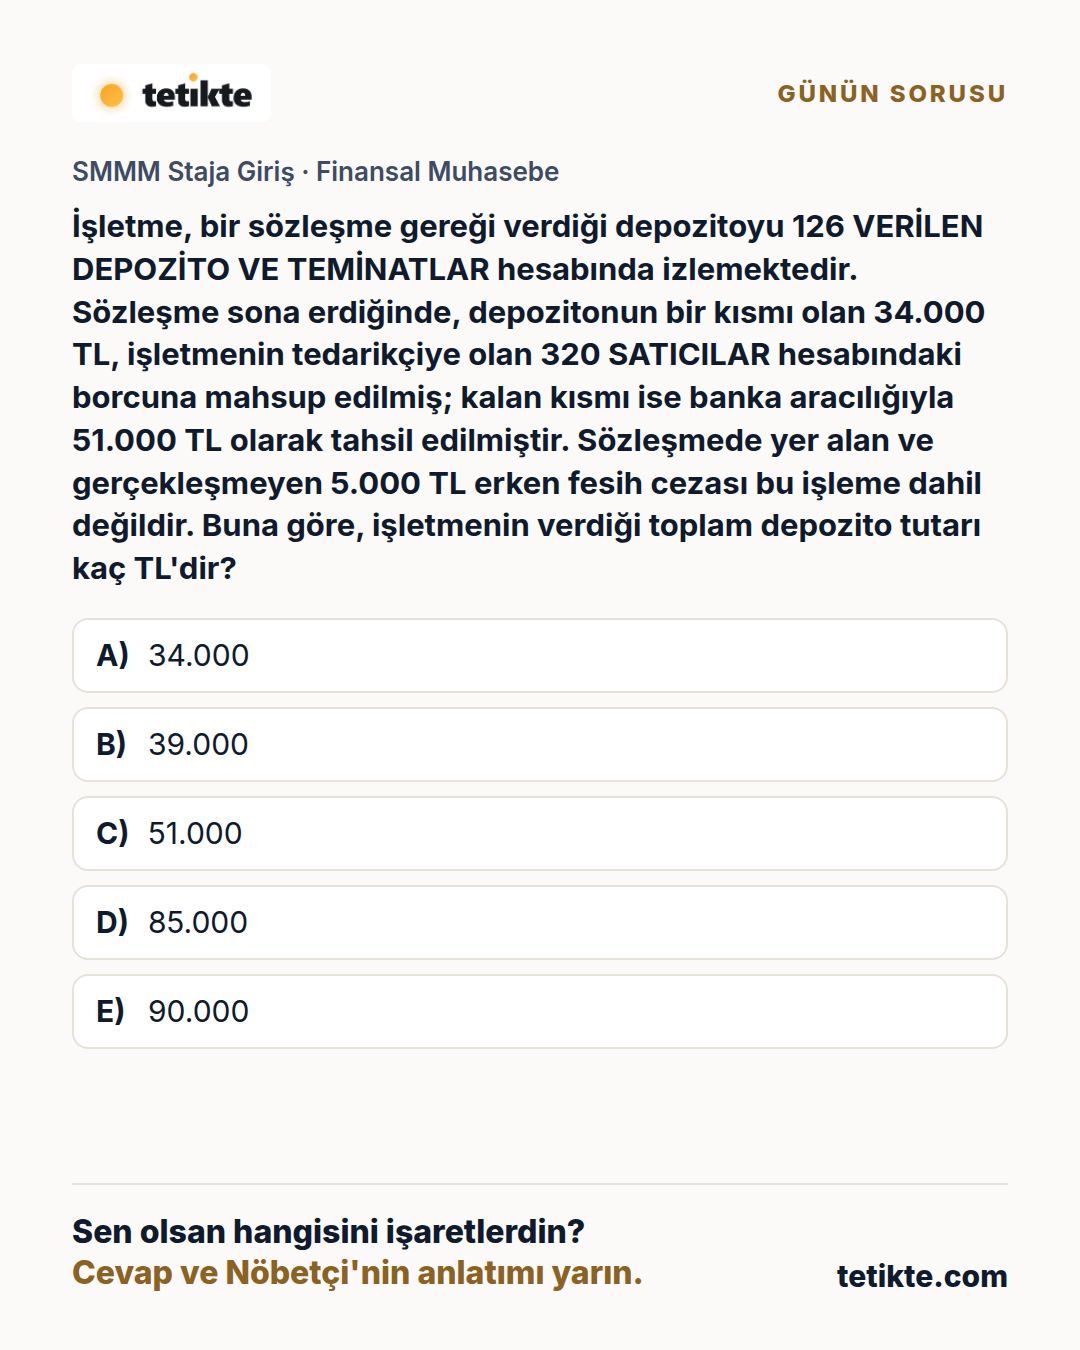 tetikte
GÜNÜN SORUSU
SMMM Staja Giriş · Finansal Muhasebe
İşletme, bir sözleşme gereği verdiği depozitoyu 126 VERİLEN
DEPOZİTO VE TEMİNATLAR hesabında izlemektedir.
Sözleşme sona erdiğinde, depozitonun bir kısmı olan 34.000
TL, işletmenin tedarikçiye olan 320 SATICILAR hesabındaki
borcuna mahsup edilmiş; kalan kısmı ise banka aracılığıyla
51.000 TL olarak tahsil edilmiştir. Sözleşmede yer alan ve
gerçekleşmeyen 5.000 TL erken fesih cezası bu işleme dahil
değildir. Buna göre, işletmenin verdiği toplam depozito tutarı
kaç TL'dir?
A) 34.000
B) 39.000
C) 51.000
D) 85.000
E) 90.000
Sen olsan hangisini işaretlerdin?
Cevap ve Nöbetçi'nin anlatımı yarın.
tetikte.com